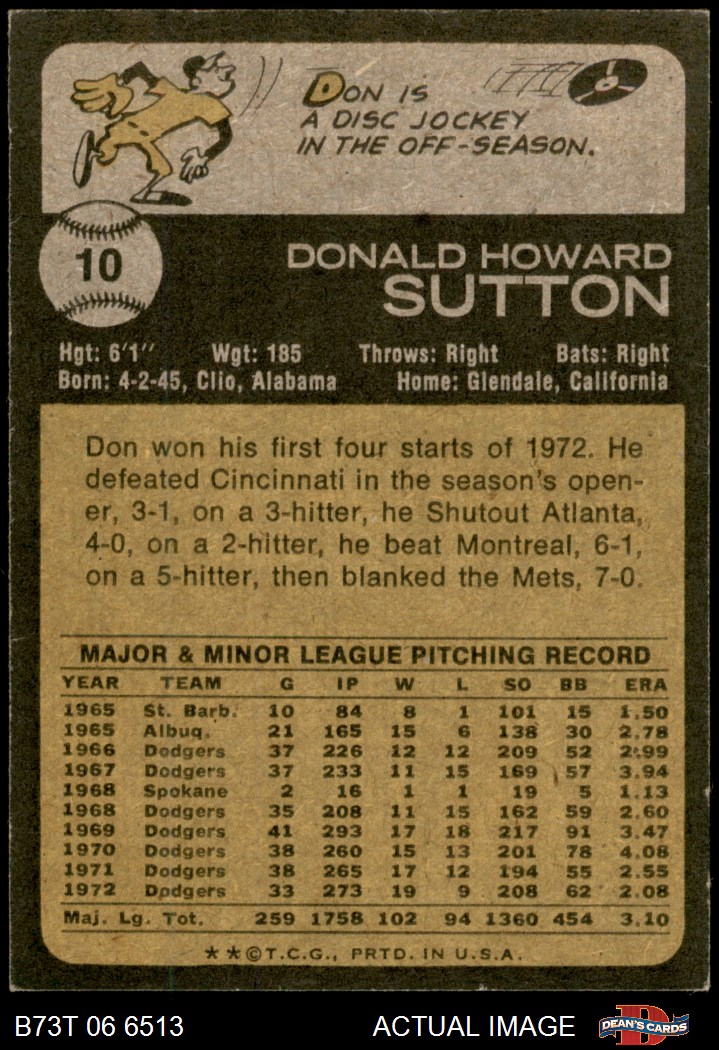 DON IS
A DISC JOCKEY
IN THE OFF-SEASON.
10
DONALD HOWARD
SUTTON
Hgt: 6'1" Wgt: 185 Throws: Right Bats: Right
Born: 4-2-45, Clio, Alabama Home: Glendale, California
Don won his first four starts of 1972. He
defeated Cincinnati in the season's open-
er, 3-1, on a 3-hitter, he Shutout Atlanta,
4-0, on a 2-hitter, he beat Montreal, 6-1,
on a 5-hitter, then blanked the Mets, 7-0.
MAJOR & MINOR LEAGUE PITCHING RECORD
YEAR TEAM G IP W L SO BB ERA
1965 St. Barb. 10 84 8 1 101 15 1.50
1965 Albuq. 21 165 15 6 138 30 2.78
1966 Dodgers 37 226 12 12 209 52 2.99
1967 Dodgers 37 233 11 15 169 57 3.94
1968 Spokane 2 16 1 1 19 5 1.13
1968 Dodgers 35 208 11 15 162 59 2.60
1969 Dodgers 41 293 17 18 217 91 3.47
1970 Dodgers 38 260 15 13 201 78 4.08
1971 Dodgers 38 265 17 12 194 55 2.55
1972 Dodgers 33 273 19 9 208 62 2.08
Maj. Lg. Tot. 259 1758 102 94 1360 454 3.10
★★©T.C.G., PRTD. IN U.S.A.
B73T 06 6513 ACTUAL IMAGE D DEAN'S CARDS